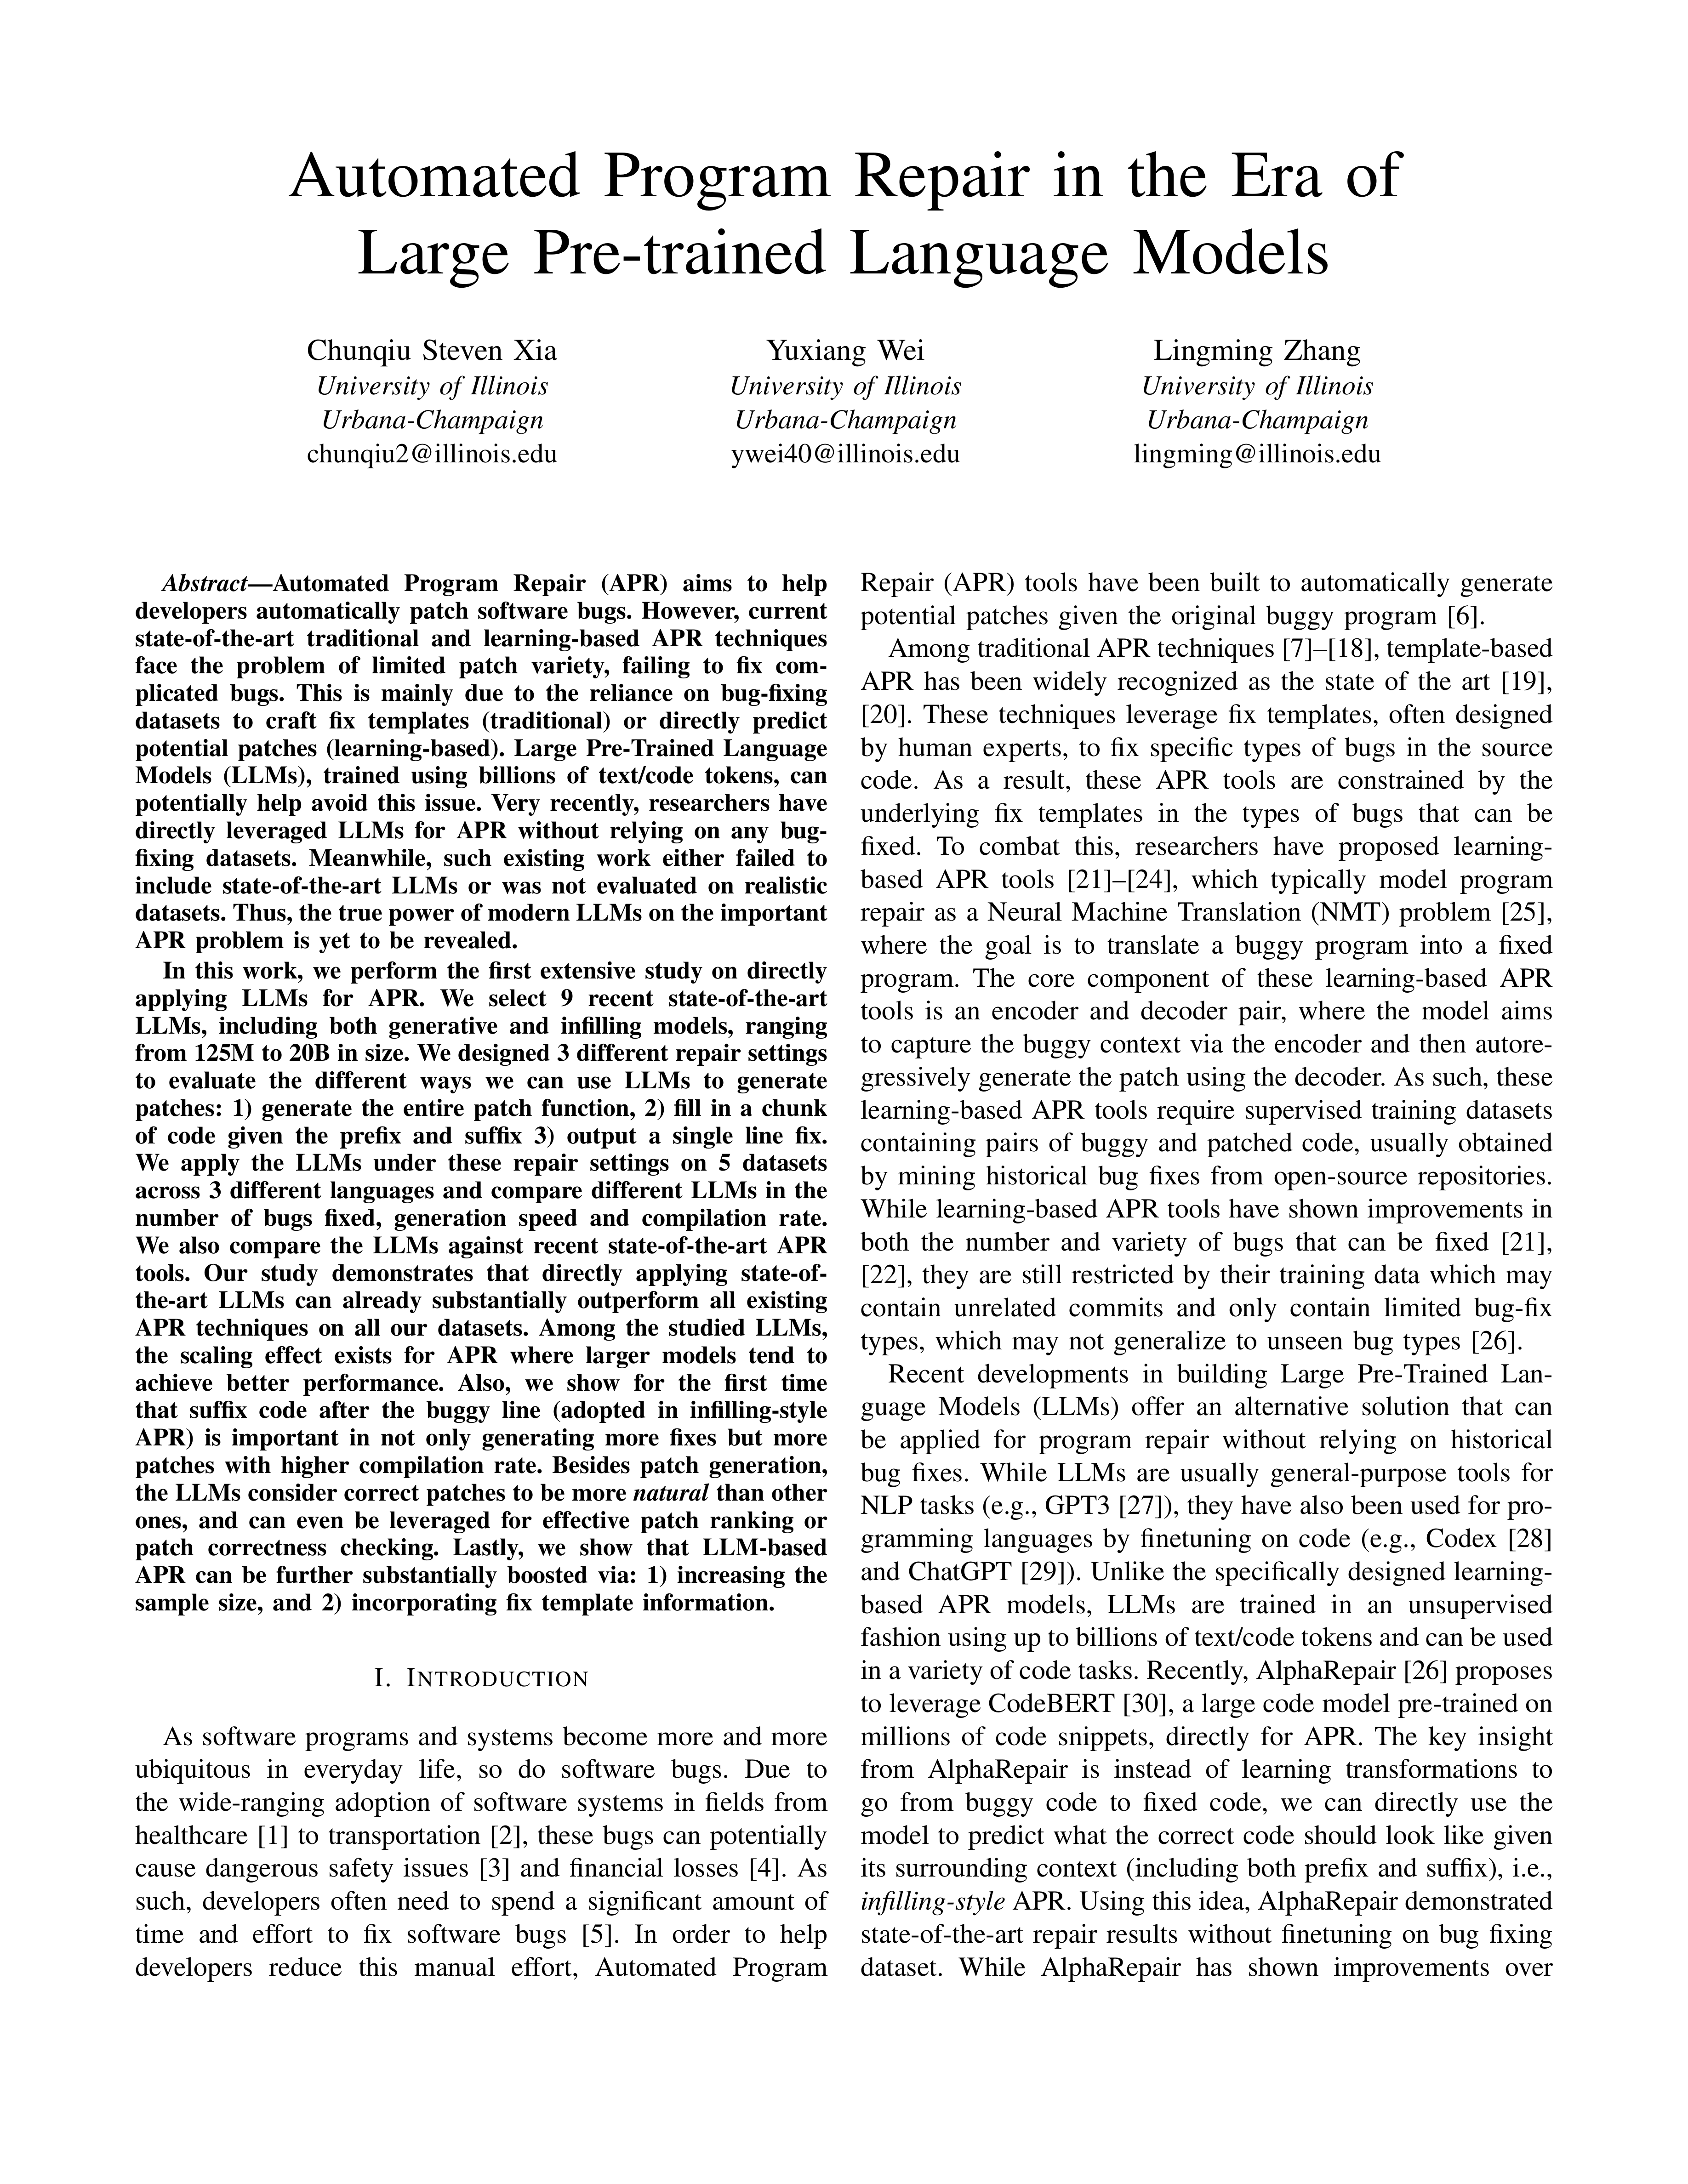 Automated Program Repair in the Era of
Large Pre-trained Language Models
Chunqiu Steven Xia
University of Illinois
Urbana-Champaign
chunqiu2@illinois.edu
Yuxiang Wei
University of Illinois
Urbana-Champaign
ywei40@illinois.edu
Lingming Zhang
University of Illinois
Urbana-Champaign
lingming@illinois.edu
Abstract—Automated Program Repair (APR) aims to help
developers automatically patch software bugs. However, current
state-of-the-art traditional and learning-based APR techniques
face the problem of limited patch variety, failing to fix com-
plicated bugs. This is mainly due to the reliance on bug-fixing
datasets to craft fix templates (traditional) or directly predict
potential patches (learning-based). Large Pre-Trained Language
Models (LLMs), trained using billions of text/code tokens, can
potentially help avoid this issue. Very recently, researchers have
directly leveraged LLMs for APR without relying on any bug-
fixing datasets. Meanwhile, such existing work either failed to
include state-of-the-art LLMs or was not evaluated on realistic
datasets. Thus, the true power of modern LLMs on the important
APR problem is yet to be revealed.
In this work, we perform the first extensive study on directly
applying LLMs for APR. We select 9 recent state-of-the-art
LLMs, including both generative and infilling models, ranging
from 125M to 20B in size. We designed 3 different repair settings
to evaluate the different ways we can use LLMs to generate
patches: 1) generate the entire patch function, 2) fill in a chunk
of code given the prefix and suffix 3) output a single line fix.
We apply the LLMs under these repair settings on 5 datasets
across 3 different languages and compare different LLMs in the
number of bugs fixed, generation speed and compilation rate.
We also compare the LLMs against recent state-of-the-art APR
tools. Our study demonstrates that directly applying state-of-
the-art LLMs can already substantially outperform all existing
APR techniques on all our datasets. Among the studied LLMs,
the scaling effect exists for APR where larger models tend to
achieve better performance. Also, we show for the first time
that suffix code after the buggy line (adopted in infilling-style
APR) is important in not only generating more fixes but more
patches with higher compilation rate. Besides patch generation,
the LLMs consider correct patches to be more natural than other
ones, and can even be leveraged for effective patch ranking or
patch correctness checking. Lastly, we show that LLM-based
APR can be further substantially boosted via: 1) increasing the
sample size, and 2) incorporating fix template information.
I. INTRODUCTION
As software programs and systems become more and more
ubiquitous in everyday life, so do software bugs. Due to
the wide-ranging adoption of software systems in fields from
healthcare [1] to transportation [2], these bugs can potentially
cause dangerous safety issues [3] and financial losses [4]. As
such, developers often need to spend a significant amount of
time and effort to fix software bugs [5]. In order to help
developers reduce this manual effort, Automated Program
Repair (APR) tools have been built to automatically generate
potential patches given the original buggy program [6].
Among traditional APR techniques [7]–[18], template-based
APR has been widely recognized as the state of the art [19],
[20]. These techniques leverage fix templates, often designed
by human experts, to fix specific types of bugs in the source
code. As a result, these APR tools are constrained by the
underlying fix templates in the types of bugs that can be
fixed. To combat this, researchers have proposed learning-
based APR tools [21]–[24], which typically model program
repair as a Neural Machine Translation (NMT) problem [25],
where the goal is to translate a buggy program into a fixed
program. The core component of these learning-based APR
tools is an encoder and decoder pair, where the model aims
to capture the buggy context via the encoder and then autore-
gressively generate the patch using the decoder. As such, these
learning-based APR tools require supervised training datasets
containing pairs of buggy and patched code, usually obtained
by mining historical bug fixes from open-source repositories.
While learning-based APR tools have shown improvements in
both the number and variety of bugs that can be fixed [21],
[22], they are still restricted by their training data which may
contain unrelated commits and only contain limited bug-fix
types, which may not generalize to unseen bug types [26].
Recent developments in building Large Pre-Trained Lan-
guage Models (LLMs) offer an alternative solution that can
be applied for program repair without relying on historical
bug fixes. While LLMs are usually general-purpose tools for
NLP tasks (e.g., GPT3 [27]), they have also been used for pro-
gramming languages by finetuning on code (e.g., Codex [28]
and ChatGPT [29]). Unlike the specifically designed learning-
based APR models, LLMs are trained in an unsupervised
fashion using up to billions of text/code tokens and can be used
in a variety of code tasks. Recently, AlphaRepair [26] proposes
to leverage CodeBERT [30], a large code model pre-trained on
millions of code snippets, directly for APR. The key insight
from AlphaRepair is instead of learning transformations to
go from buggy code to fixed code, we can directly use the
model to predict what the correct code should look like given
its surrounding context (including both prefix and suffix), i.e.,
infilling-style APR. Using this idea, AlphaRepair demonstrated
state-of-the-art repair results without finetuning on bug fixing
dataset. While AlphaRepair has shown improvements over